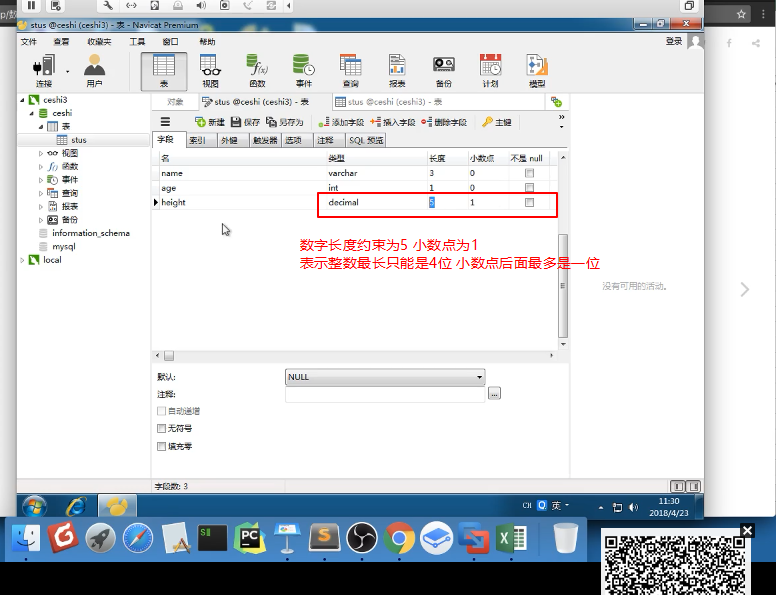 stus @ceshi (ceshi3) - 表 - Navicat Premium
文件 查看 收藏夹 工具 窗口 帮助 登录
连接 用户 表 视图 函数 事件 查询 报表 备份 计划 模型
ceshi3
ceshi
表
stus
视图
函数
事件
查询
报表
备份
information_schema
mysql
local
对象 stus @ceshi (ceshi3) - 表 stus @ceshi (ceshi3) - 表
新建 保存 另存为 添加字段 插入字段 删除字段 主键
字段 索引 外键 触发器 选项 注释 SQL 预览
名 类型 长度 小数点 不是 null
name varchar 3 0
age int 1 0
height decimal 5 1
数字长度约束为5 小数点为1
表示整数最长只能是4位 小数点后面最多是一位
没有可用的活动。
默认: NULL
注释:
...
自动递增
无符号
填充零
字段数: 3
CH 英
11:30
2018/4/23